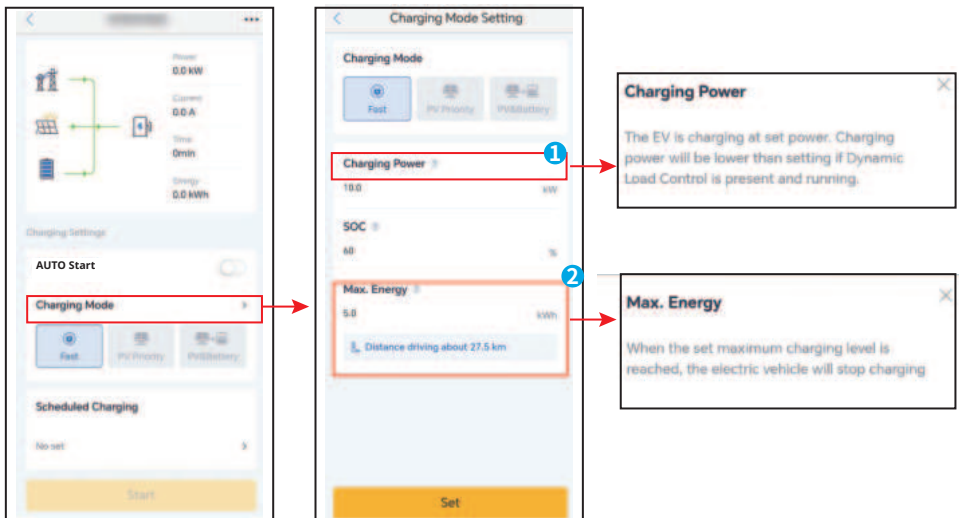 Power
0.0 kW
Current
0.0 A
Time
0min
Energy
0.0 kWh
Charging Settings
AUTO Start
Charging Mode
Fast
PV Priority
PV&Battery
Scheduled Charging
No set
Start
Charging Mode Setting
Charging Mode
Fast
PV Priority
PV&Battery
Charging Power
1
10.0
kW
SOC
60
%
2
Max. Energy
5.0
kWh
Distance driving about 27.5 km
Set
Charging Power
The EV is charging at set power. Charging
power will be lower than setting if Dynamic
Load Control is present and running.
Max. Energy
When the set maximum charging level is
reached, the electric vehicle will stop charging